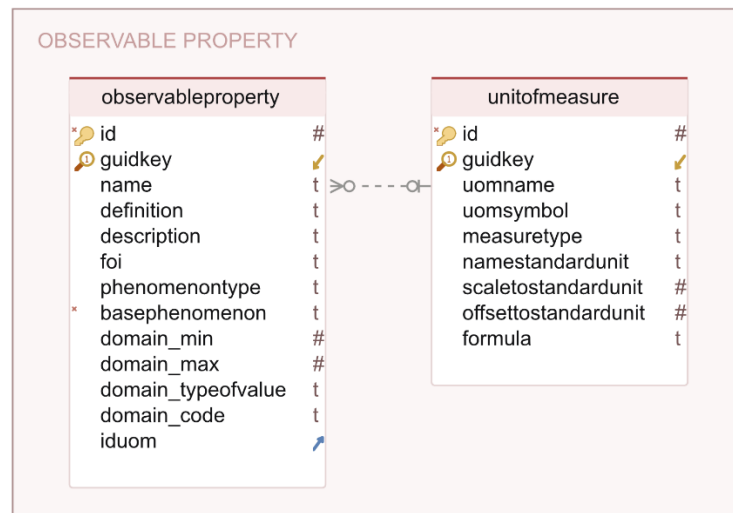 OBSERVABLE PROPERTY
observableproperty
id #
guidkey
name t
definition t
description t
foi t
phenomenontype t
basephenomenon t
domain_min #
domain_max #
domain_typeofvalue t
domain_code t
iduom
unitofmeasure
id #
guidkey
uomname t
uomsymbol t
measuretype t
namestandardunit t
scaletostandardunit #
offsettostandardunit #
formula t